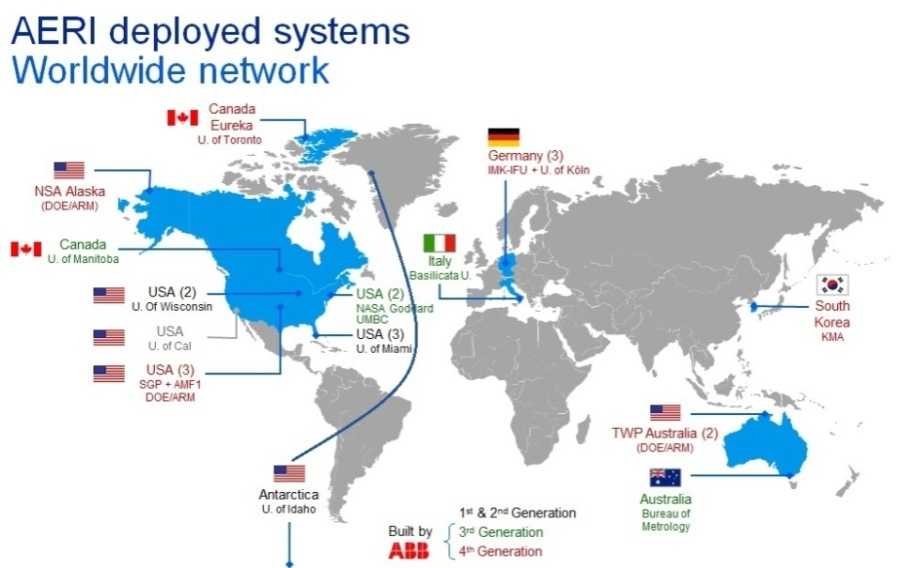 AERI deployed systems
Worldwide network
Canada
Eureka
U. of Toronto
NSA Alaska
(DOE/ARM)
Canada
U. of Manitoba
USA (2)
U. Of Wisconsin
USA
U. of Cal
USA (3)
SGP + AMF1
DOE/ARM
USA (2)
NASA Goddard
UMBC
USA (3)
U. of Miami
Antarctica
U. of Idaho
Germany (3)
IMK-IFU + U. of Köln
Italy
Basilicata U.
South
Korea
KMA
TWP Australia (2)
(DOE/ARM)
Australia
Bureau of
Metrology
Built by
ABB
1st & 2nd Generation
3rd Generation
4th Generation